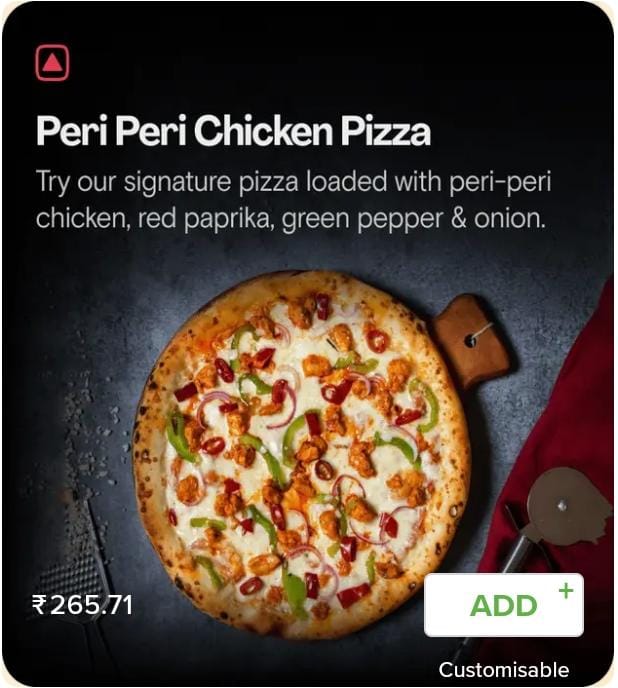 Peri Peri Chicken Pizza
Try our signature pizza loaded with peri-peri
chicken, red paprika, green pepper & onion.
₹265.71
ADD +
Customisable